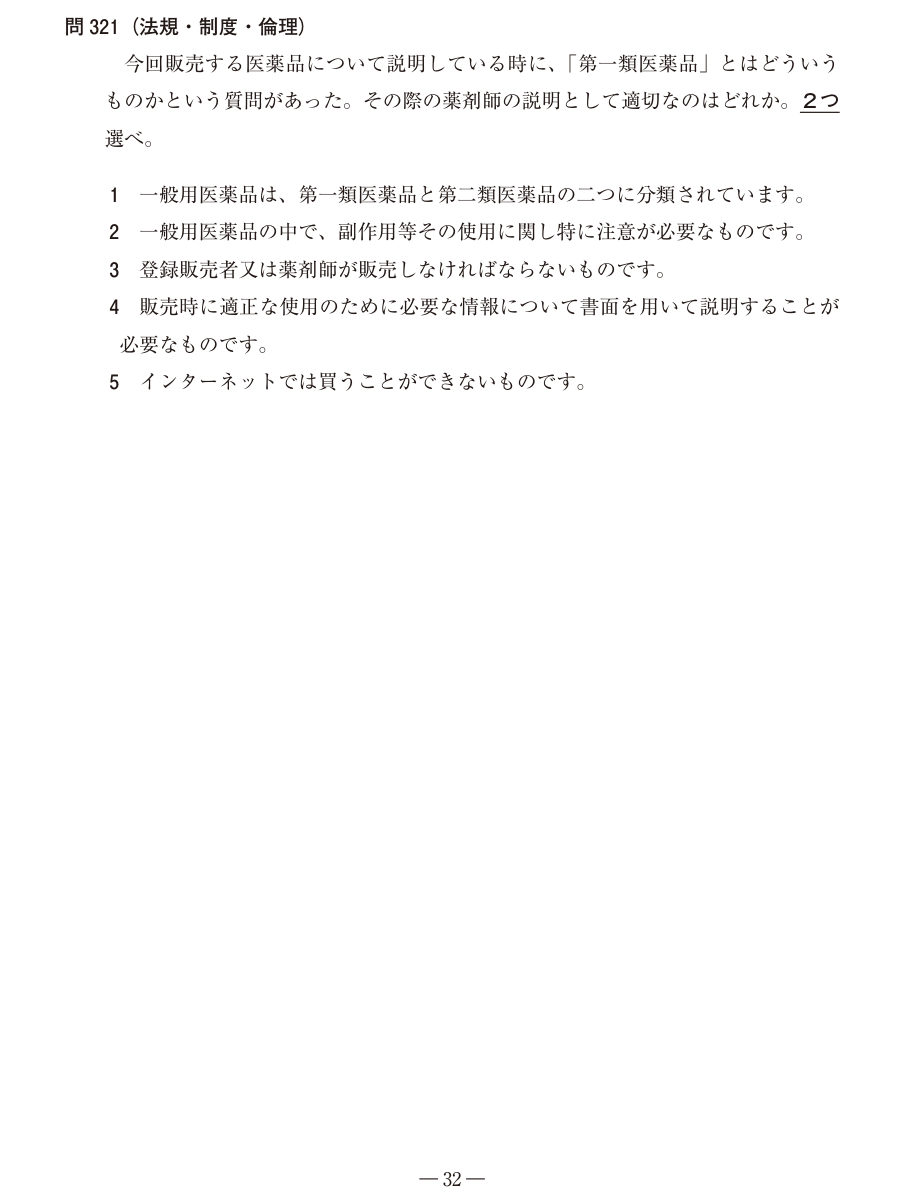 問 321（法規・制度・倫理）
今回販売する医薬品について説明している時に、「第一類医薬品」とはどういう
ものかという質問があった。その際の薬剤師の説明として適切なのはどれか。２つ
選べ。
1　一般用医薬品は、第一類医薬品と第二類医薬品の二つに分類されています。
2　一般用医薬品の中で、副作用等その使用に関し特に注意が必要なものです。
3　登録販売者又は薬剤師が販売しなければならないものです。
4　販売時に適正な使用のために必要な情報について書面を用いて説明することが
必要なものです。
5　インターネットでは買うことができないものです。
― 32 ―